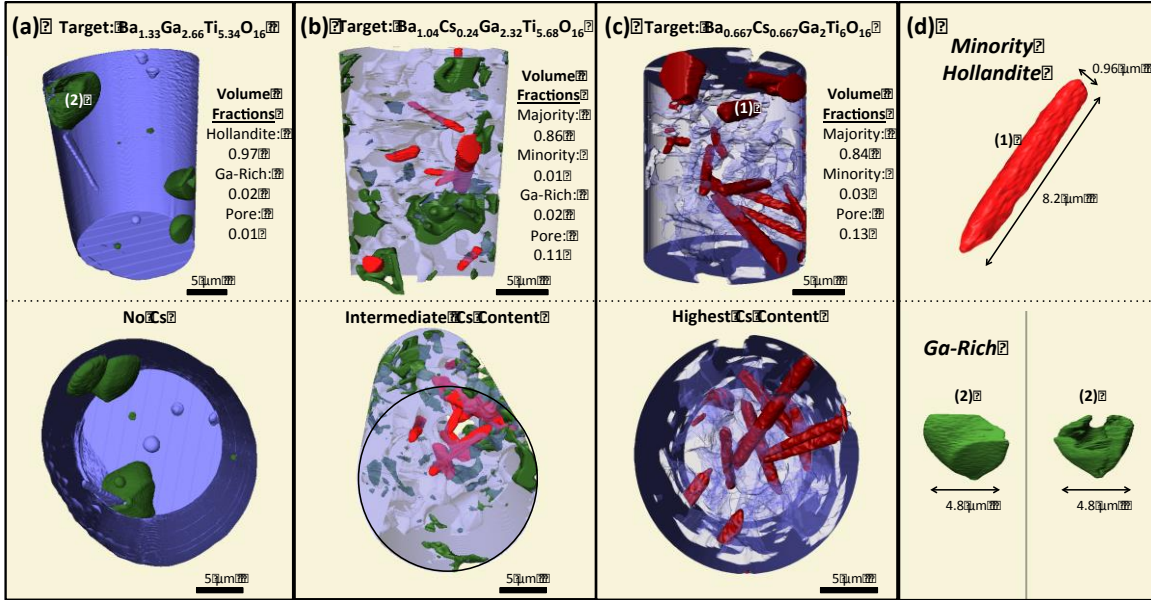 (a) Target: Ba1.33Ga2.66Ti5.34O16
(2)
Volume
Fractions
Hollandite:
0.97
Ga-Rich:
0.02
Pore:
0.01
5 µm
No Cs
5 µm
(b) Target: Ba1.04Cs0.24Ga2.32Ti5.68O16
Volume
Fractions
Majority:
0.86
Minority:
0.01
Ga-Rich:
0.02
Pore:
0.11
5 µm
Intermediate Cs Content
5 µm
(c) Target: Ba0.667Cs0.667Ga2Ti6O16
(1)
Volume
Fractions
Majority:
0.84
Minority:
0.03
Pore:
0.13
5 µm
Highest Cs Content
5 µm
(d)
Minority
Hollandite
0.96 µm
(1)
8.2 µm
Ga-Rich
(2)
(2)
4.8 µm
4.8 µm